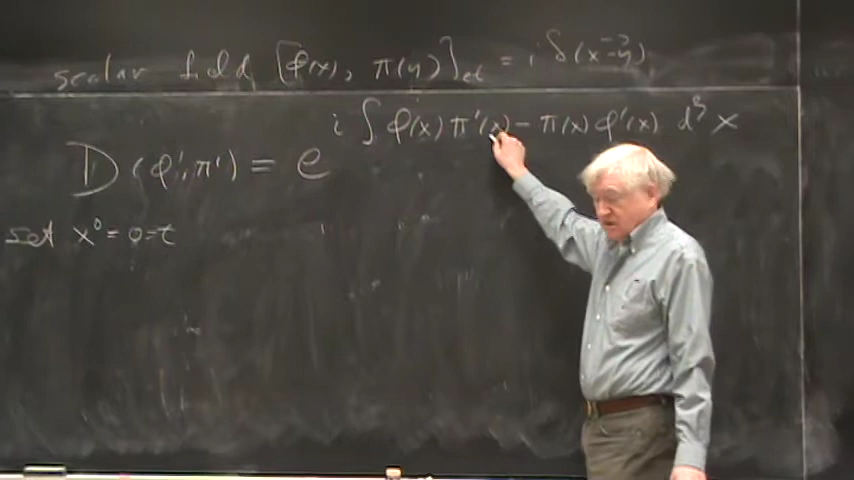 scalar field [φ(x), π(y)]et = i δ(x⃗-y⃗)
D(φ',π') = e^{i ∫ φ(x) π'(x) - π(x) φ'(x) d³x}
set x⁰=0=t